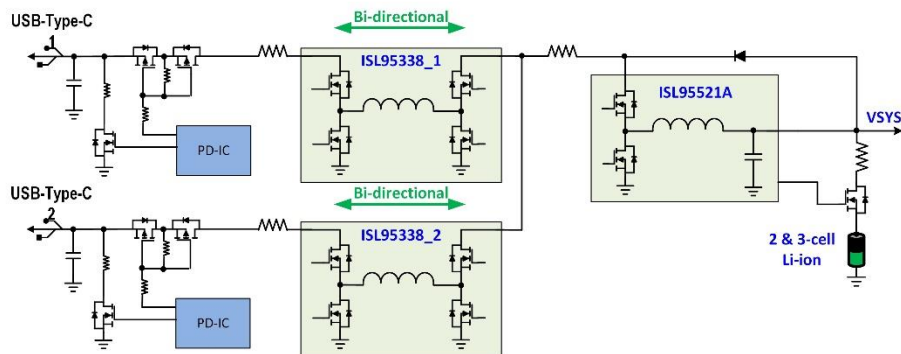 USB-Type-C
1
Bi-directional
ISL95338_1
PD-IC
ISL95521A
VSYS
USB-Type-C
2
Bi-directional
ISL95338_2
PD-IC
2 & 3-cell
Li-ion